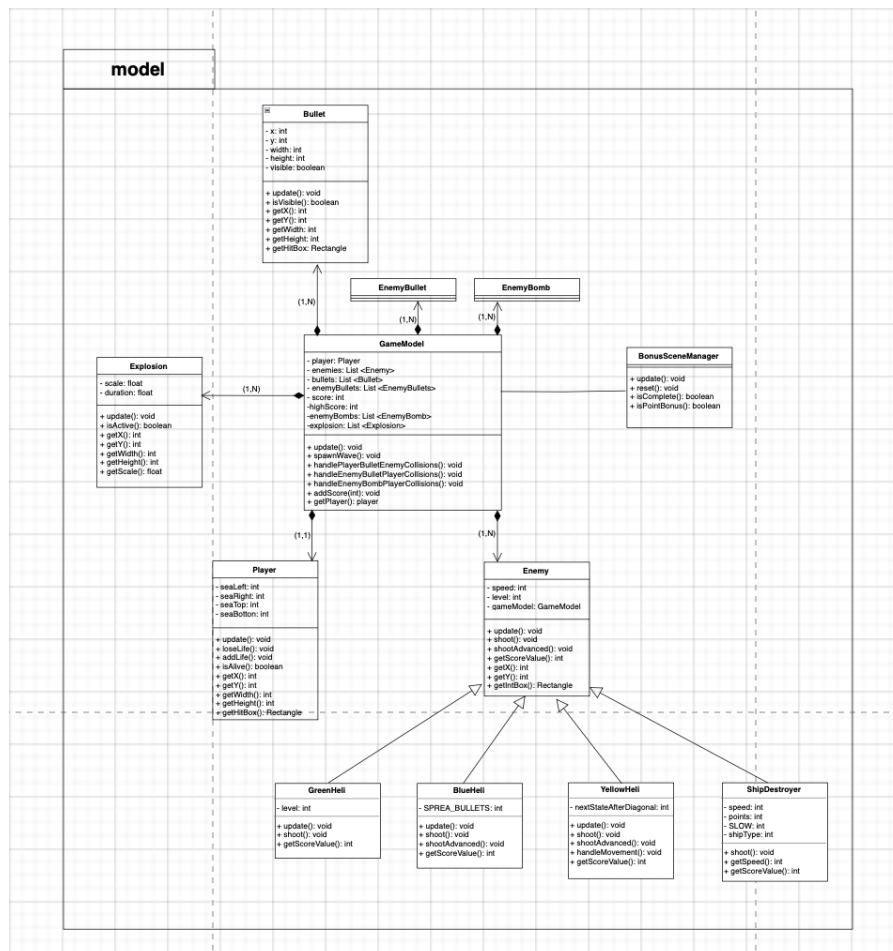 model
Bullet
- x: int
- y: int
- width: int
- height: int
- visible: boolean
+ update(): void
+ isVisible(): boolean
+ getX(): int
+ getY(): int
+ getWidth: int
+ getHeight: int
+ getHitBox: Rectangle
(1,N)
EnemyBullet
(1,N)
EnemyBomb
(1,N)
GameModel
- player: Player
- enemies: List <Enemy>
- bullets: List <Bullet>
- enemyBullets: List <EnemyBullets>
- score: int
-highScore: int
-enemyBombs: List <EnemyBomb>
-explosion: List <Explosion>
+ update(): void
+ spawnWave(): void
+ handlePlayerBulletEnemyCollisions(): void
+ handleEnemyBulletPlayerCollisions(): void
+ handleEnemyBombPlayerCollisions(): void
+ addScore(int): void
+ getPlayer(): player
BonusSceneManager
+ update(): void
+ reset(): void
+ isComplete(): boolean
+ isPointBonus(): boolean
Explosion
- scale: float
- duration: float
+ update(): void
+ isActive(): boolean
+ getX(): int
+ getY(): int
+ getWidth(): int
+ getHeight(): int
+ getScale(): float
(1,N)
(1,1)
(1,N)
Player
- seaLeft: int
- seaRight: int
- seaTop: int
- seaBotton: int
+ update(): void
+ loseLife(): void
+ addLife(): void
+ isAlive(): boolean
+ getX(): int
+ getY(): int
+ getWidth(): int
+ getHeight(): int
+ getHitBox(): Rectangle
Enemy
- speed: int
- level: int
- gameModel: GameModel
+ update(): void
+ shoot(): void
+ shootAdvanced(): void
+ getScoreValue(): int
+ getX(): int
+ getY(): int
+ getIntBox(): Rectangle
GreenHeli
- level: int
+ update(): void
+ shoot(): void
+ getScoreValue(): int
BlueHeli
- SPREA_BULLETS: int
+ update(): void
+ shoot(): void
+ shootAdvanced(): void
+ getScoreValue(): int
YellowHeli
- nextStateAfterDiagonal: int
+ update(): void
+ shoot(): void
+ shootAdvanced(): void
+ handleMovement(): void
+ getScoreValue(): int
ShipDestroyer
- speed: int
- points: int
- SLOW: int
- shipType: int
+ shoot(): void
+ getSpeed(): int
+ getScoreValue(): int